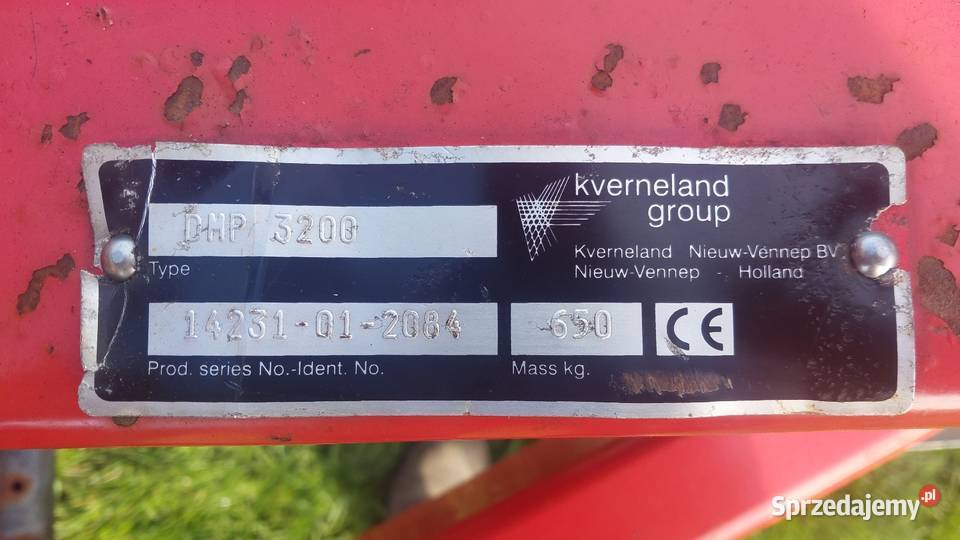 kverneland
group
DMP 3200
Type
Kverneland Nieuw-Vennep BV
Nieuw-Vennep - Holland
14231-01-2084
650
CE
Prod. series No.-Ident. No.
Mass kg.
Sprzedajemy.pl